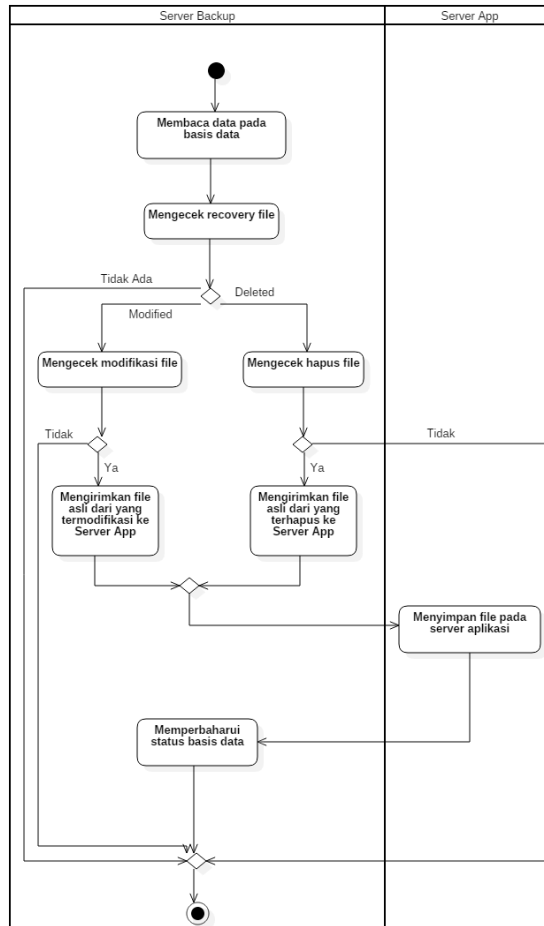 Server Backup
Server App
Membaca data pada
basis data
Mengecek recovery file
Tidak Ada
Deleted
Modified
Mengecek modifikasi file
Mengecek hapus file
Tidak
Tidak
Ya
Ya
Mengirimkan file
asli dari yang
termodifikasi ke
Server App
Mengirimkan file
asli dari yang
terhapus ke
Server App
Menyimpan file pada
server aplikasi
Memperbaharui
status basis data